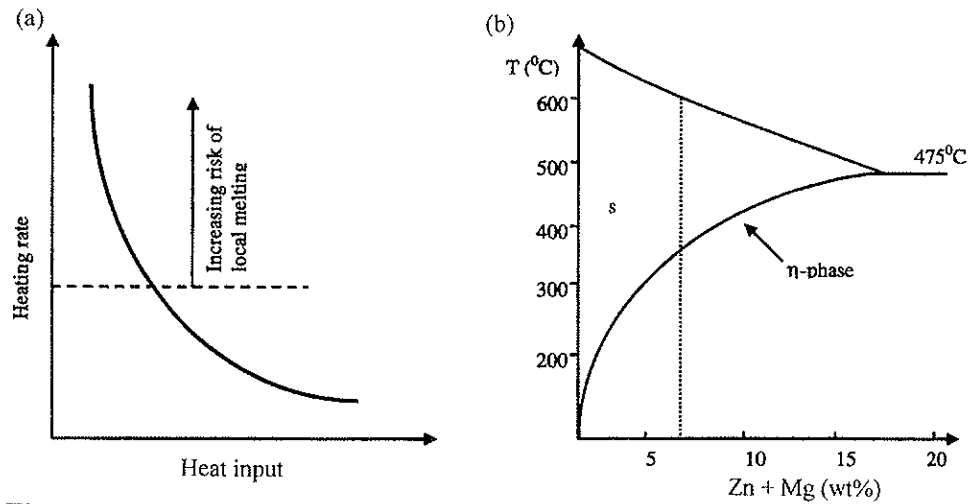 (a)
Heating rate
Increasing risk of
local melting
Heat input
(b)
T (⁰C)
600
500
400
300
200
475⁰C
s
η-phase
5
10
15
20
Zn + Mg (wt%)